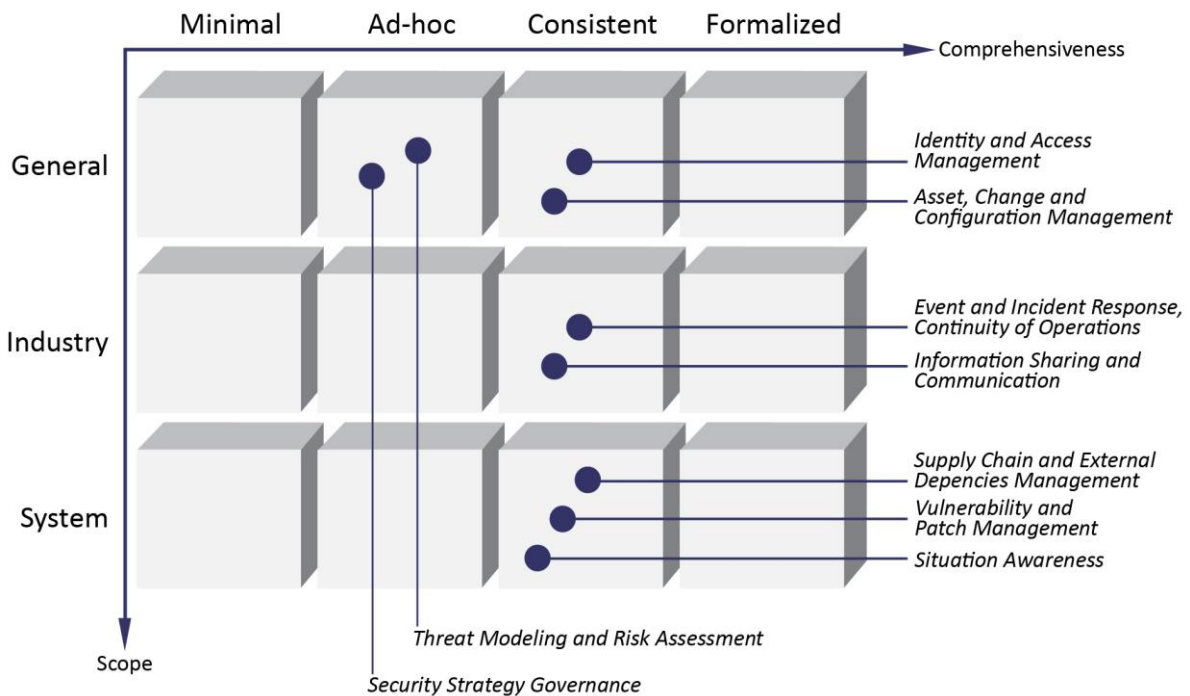 Minimal Ad-hoc Consistent Formalized
Comprehensiveness
General
Identity and Access
Management
Asset, Change and
Configuration Management
Industry
Event and Incident Response,
Continuity of Operations
Information Sharing and
Communication
System
Supply Chain and External
Depencies Management
Vulnerability and
Patch Management
Situation Awareness
Threat Modeling and Risk Assessment
Scope
Security Strategy Governance